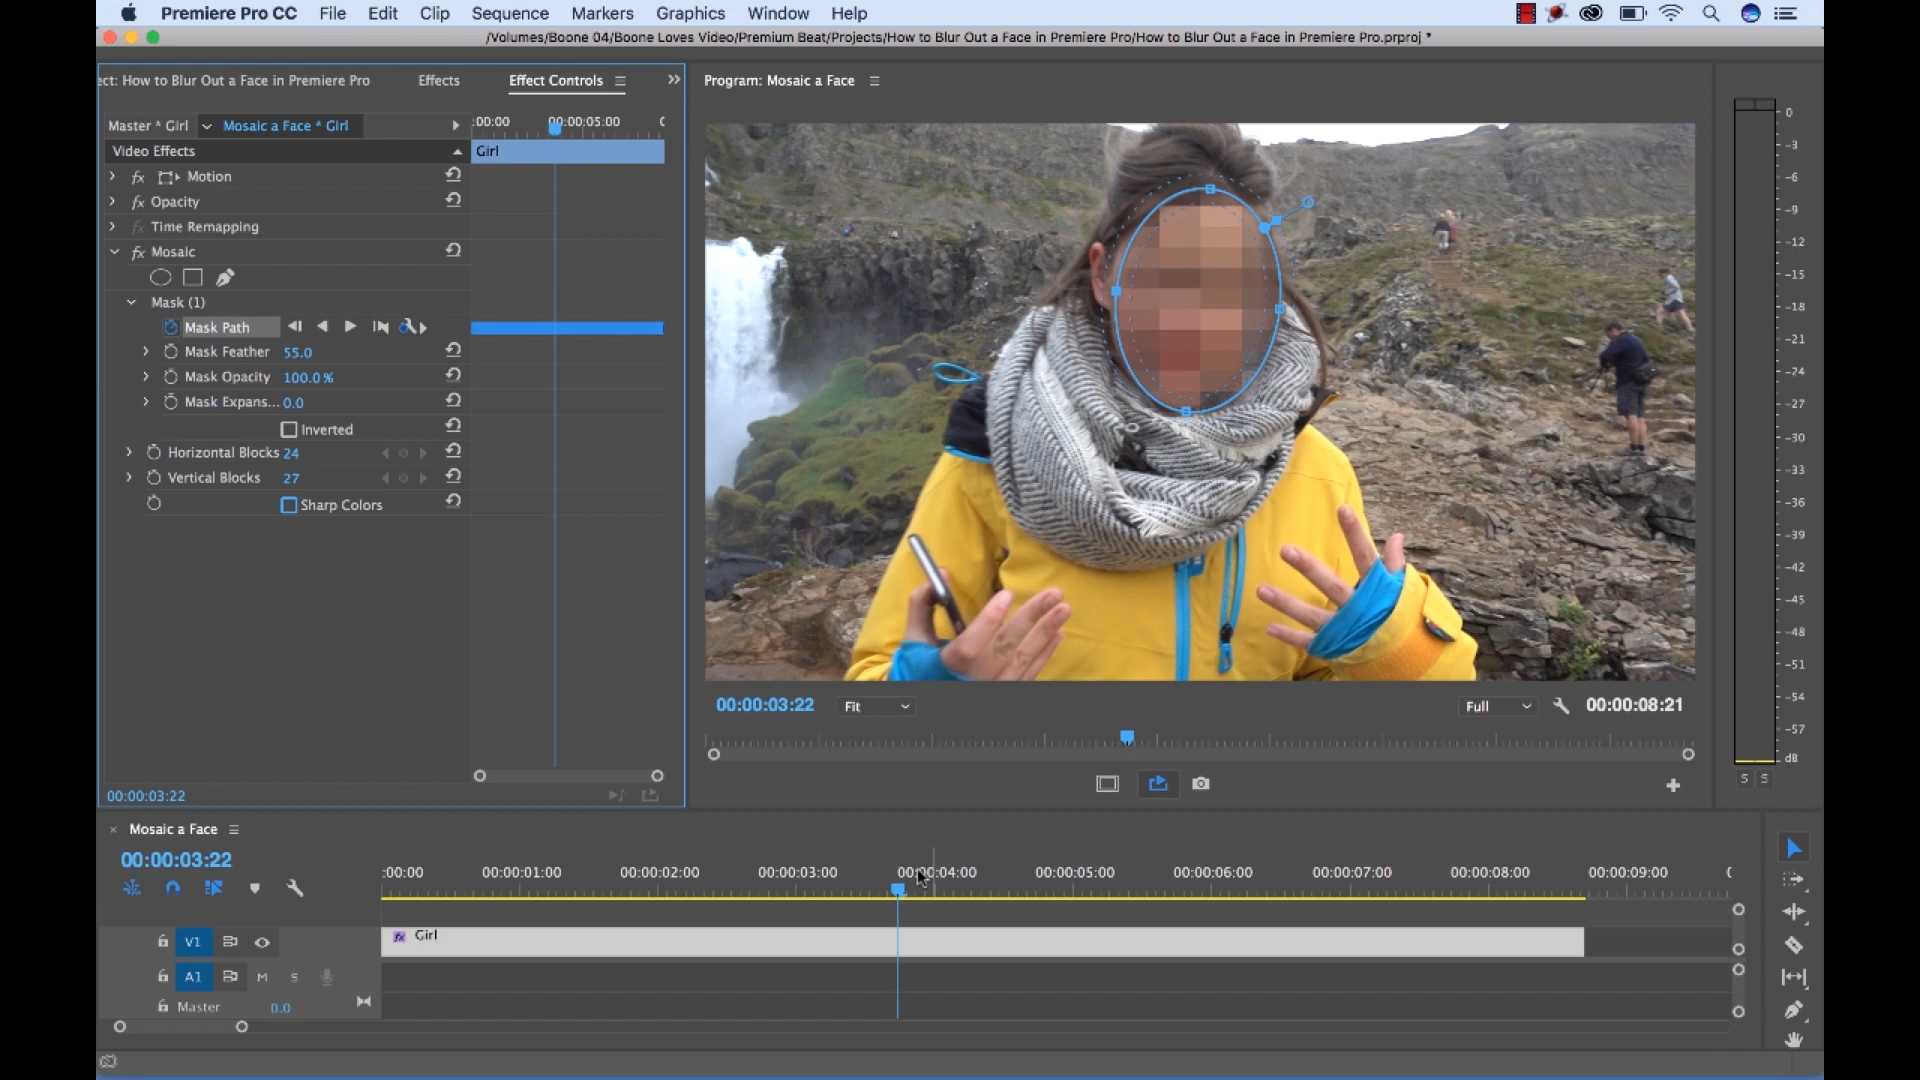 Premiere Pro CC File Edit Clip Sequence Markers Graphics Window Help
/Volumes/Boone 04/Boone Loves Video/Premium Beat/Projects/How to Blur Out a Face in Premiere Pro/How to Blur Out a Face in Premiere Pro.prproj *
ect: How to Blur Out a Face in Premiere Pro Effects Effect Controls
Program: Mosaic a Face
Master * Girl Mosaic a Face * Girl :00:00 00:00:05:00 0
Video Effects Girl
fx Motion
fx Opacity
fx Time Remapping
fx Mosaic
Mask (1)
Mask Path
Mask Feather 55.0
Mask Opacity 100.0 %
Mask Expans... 0.0
Inverted
Horizontal Blocks 24
Vertical Blocks 27
Sharp Colors
00:00:03:22
00:00:03:22 Fit Full 00:00:08:21
0
-3
-6
-9
-12
-15
-18
-21
-24
-27
-30
-33
-36
-39
-42
-45
-48
-51
-54
-57
dB
S S
× Mosaic a Face
00:00:03:22
:00:00 00:00:01:00 00:00:02:00 00:00:03:00 00:00:04:00 00:00:05:00 00:00:06:00 00:00:07:00 00:00:08:00 00:00:09:00
V1 fx Girl
A1 M S
Master 0.0